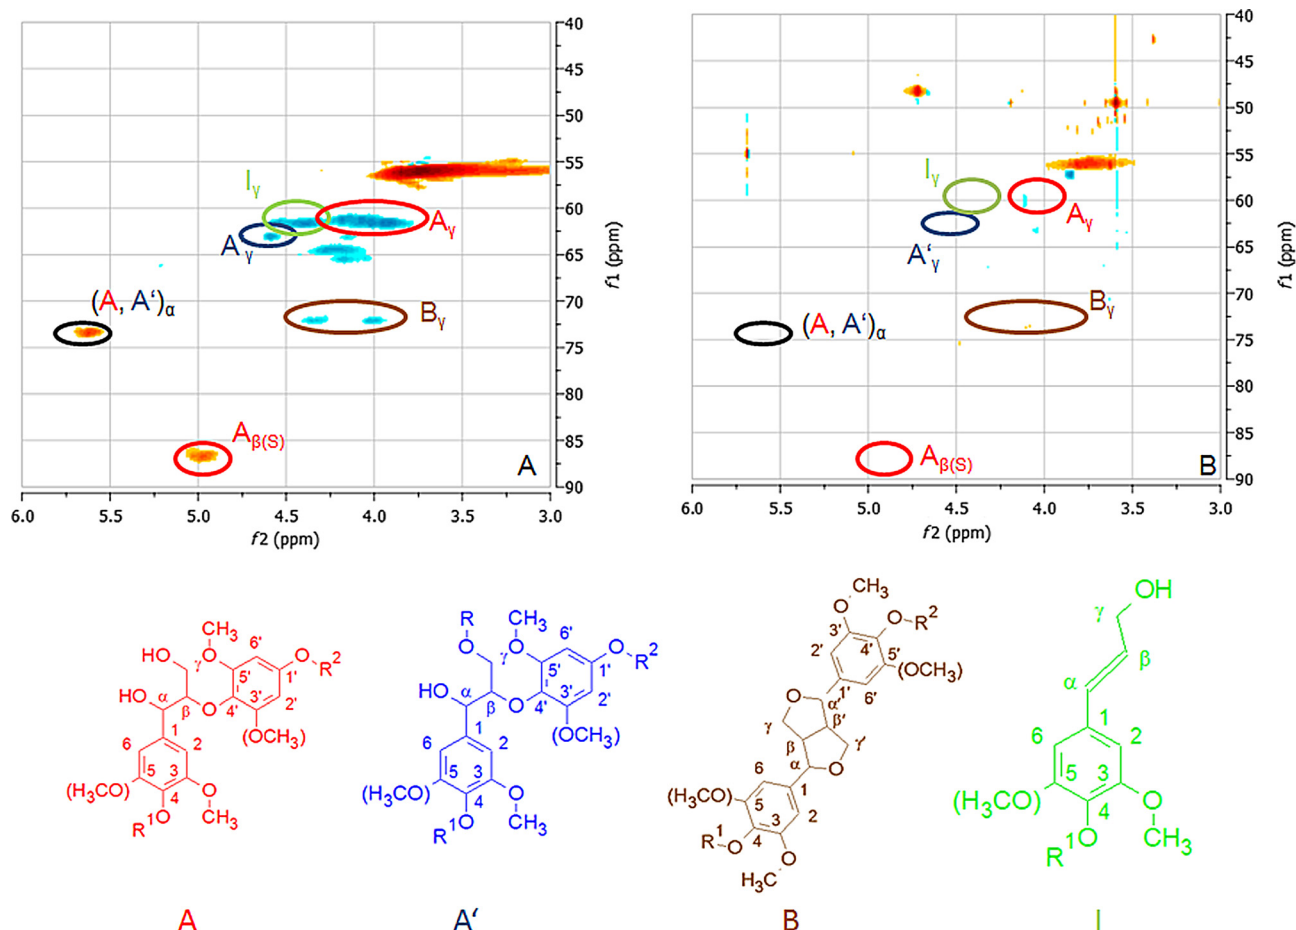 40
45
50
55
60
65
70
75
80
85
90
f1 (ppm)
6.0 5.5 5.0 4.5 4.0 3.5 3.0
f2 (ppm)
Iγ
Aγ
A'γ
(A, A‘)α
Bγ
Aβ(S)
A
40
45
50
55
60
65
70
75
80
85
90
f1 (ppm)
6.0 5.5 5.0 4.5 4.0 3.5 3.0
f2 (ppm)
Iγ
Aγ
A‘γ
(A, A‘)α
Bγ
Aβ(S)
B
CH3
O
6'
O
R2
HO
γ
5'
1'
HO
α
3'
2'
β
O
4'
1
O
(OCH3)
6
2
5
3
(H3CO)
4
O
O
CH3
R1
A
R
CH3
O
O
6'
O
R2
γ
5'
1'
HO
α
3'
2'
β
O
4'
1
O
(OCH3)
6
2
5
3
(H3CO)
4
O
O
CH3
R1
A‘
CH3
O
O
R2
3'
4'
2'
5'
(OCH3)
1'
6'
O
α'
γ
β'
β
γ'
α
O
6
1
(H3CO)
5
2
R1
4
3
O
O
H3C
B
OH
γ
β
α
1
6
2
5
3
(H3CO)
4
O
R1O
CH3
I